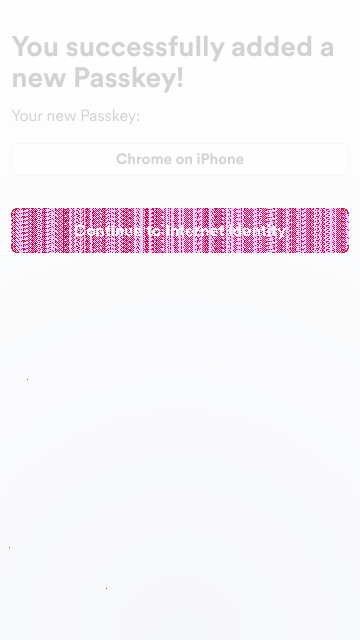 You successfully added a
new Passkey!
Your new Passkey:
Chrome on iPhone
Continue to Internet Identity